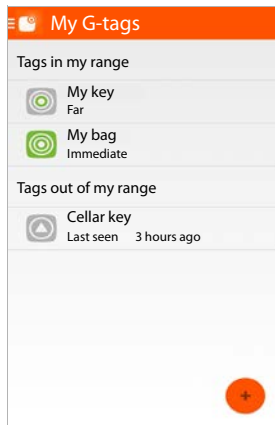 My G-tags
Tags in my range
My key
Far
My bag
Immediate
Tags out of my range
Cellar key
Last seen 3 hours ago
+